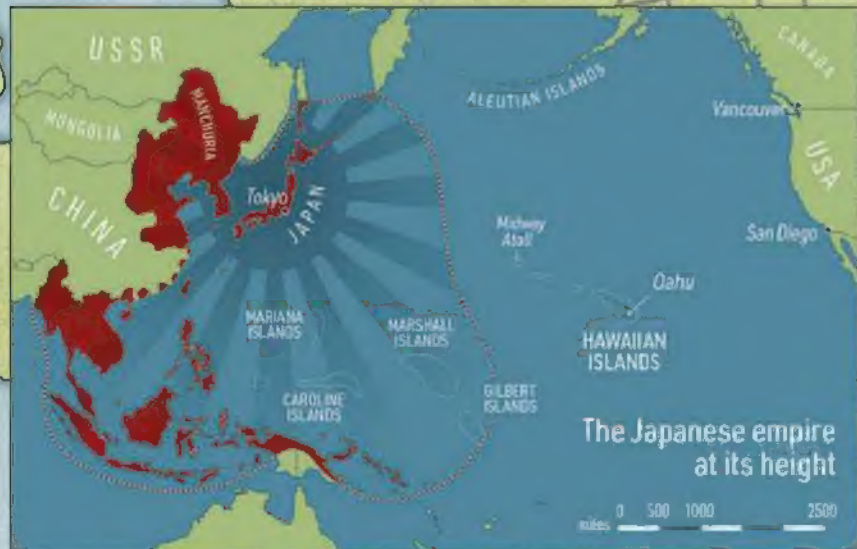 USSR
MONGOLIA
MANCHURIA
CHINA
Tokyo
JAPAN
ALEUTIAN ISLANDS
CANADA
Vancouver
USA
San Diego
Midway
Atoll
Oahu
HAWAIIAN
ISLANDS
MARIANA
ISLANDS
MARSHALL
ISLANDS
CAROLINE
ISLANDS
GILBERT
ISLANDS
The Japanese empire
at its height
miles 0 500 1000 2500